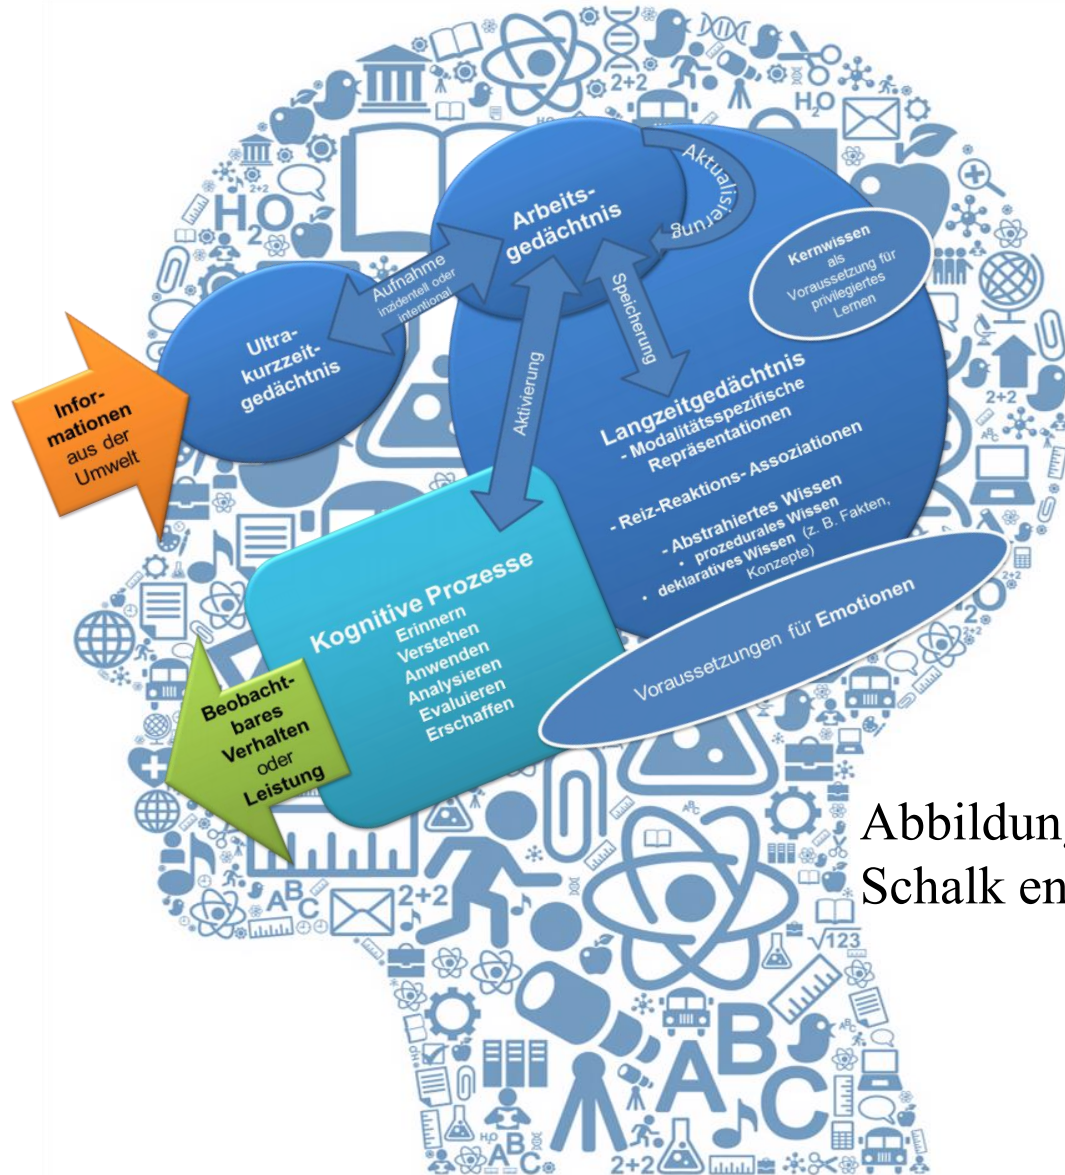 Arbeits-
gedächtnis
Aktualisierung
Kernwissen
als
Voraussetzung für
privilegiertes
Lernen
Aufnahme
inzidentell oder
intentional
Speicherung
Ultra-
kurzzeit-
gedächtnis
Aktivierung
Infor-
mationen
aus der
Umwelt
Langzeitgedächtnis
- Modalitätsspezifische
Repräsentationen
- Reiz-Reaktions- Assoziationen
- Abstrahiertes Wissen
• prozedurales Wissen
• deklaratives Wissen (z. B. Fakten,
Konzepte)
Kognitive Prozesse
Erinnern
Verstehen
Anwenden
Analysieren
Evaluieren
Erschaffen
Voraussetzungen für Emotionen
Beobacht-
bares
Verhalten
oder
Leistung
Abbildun
Schalk en
H₂O
2+2
ABC
√123